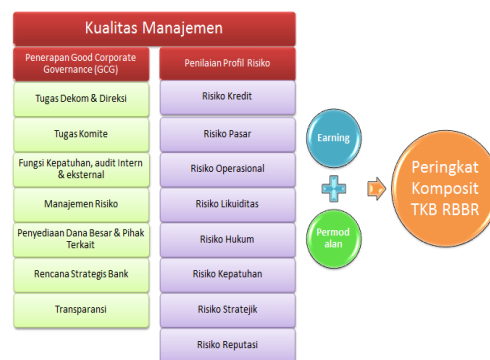 Kualitas Manajemen
Penerapan Good Corporate
Governance (GCG)
Tugas Dekom & Direksi
Tugas Komite
Fungsi Kepatuhan, audit Intern
& eksternal
Manajemen Risiko
Penyediaan Dana Besar & Pihak
Terkait
Rencana Strategis Bank
Transparansi
Penilaian Profil Risiko
Risiko Kredit
Risiko Pasar
Risiko Operasional
Risiko Likuiditas
Risiko Hukum
Risiko Kepatuhan
Risiko Stratejik
Risiko Reputasi
Earning
Permod
alan
Peringkat
Komposit
TKB RBBR